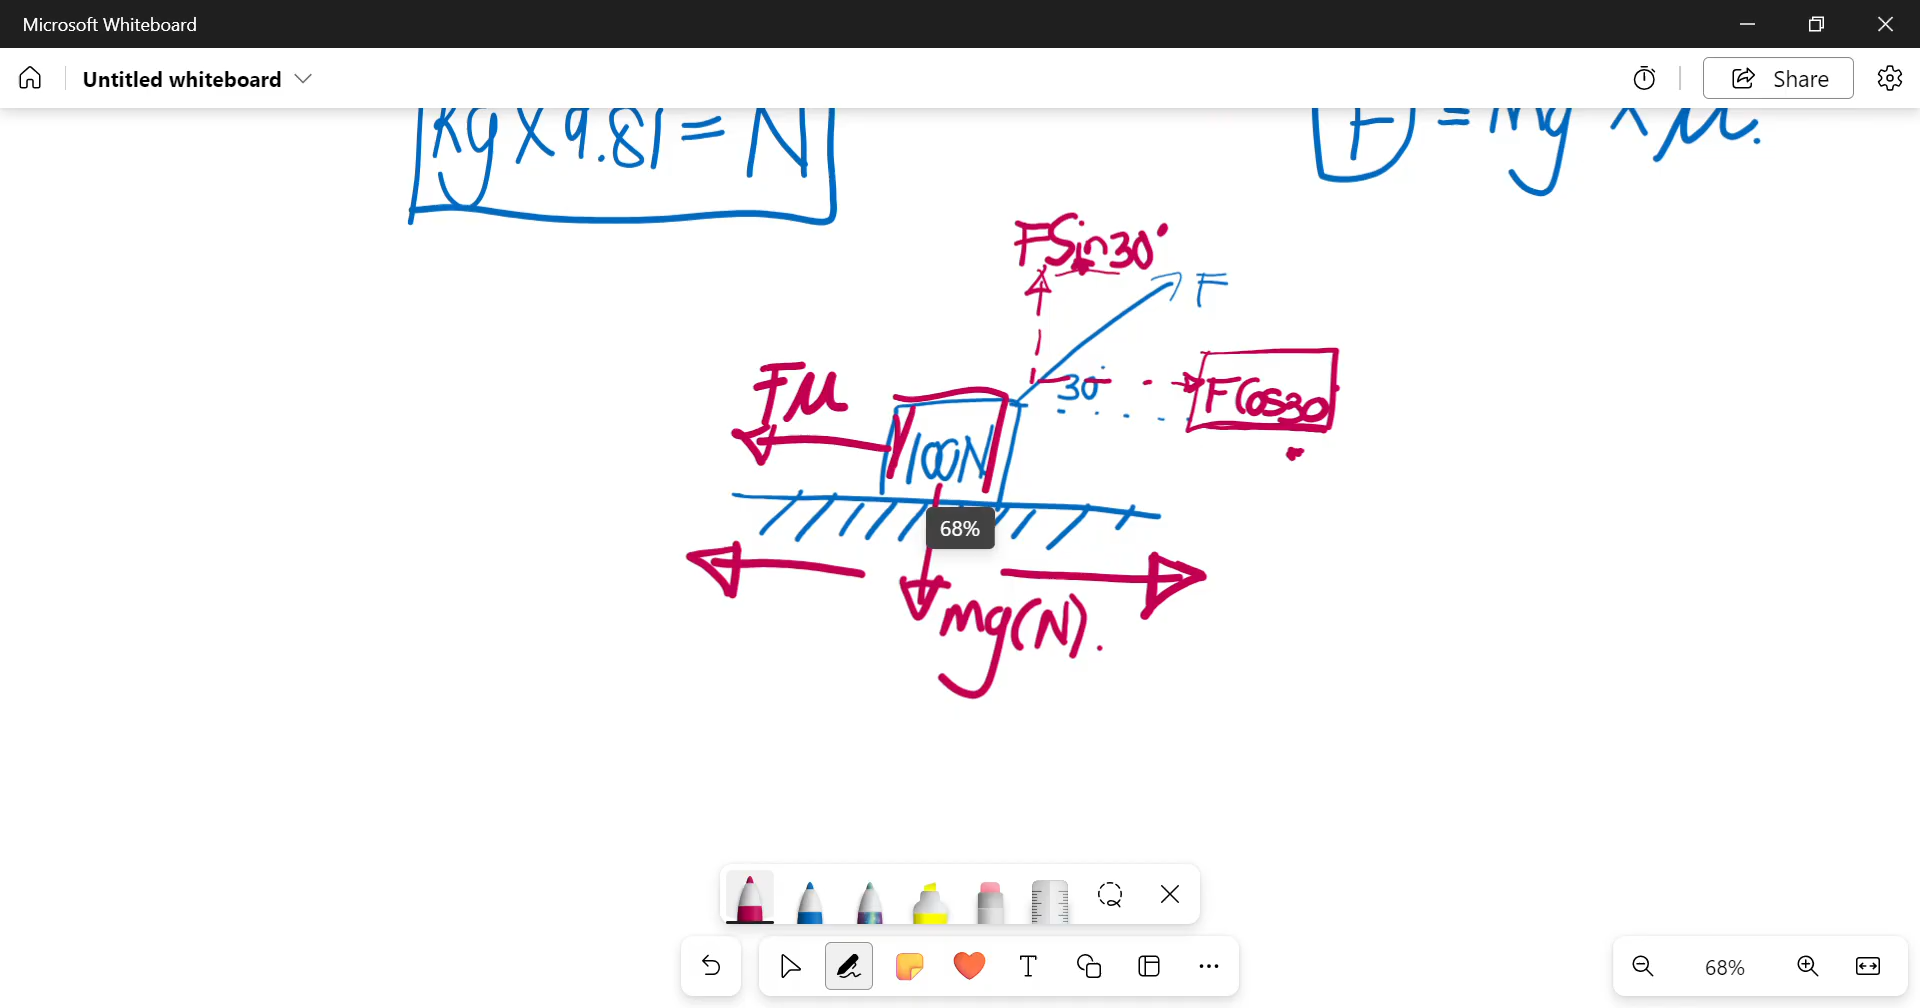 Microsoft Whiteboard
Untitled whiteboard
Share
kg x 9.81 = N
F = mg x μ.
FSin30°
F
Fμ
30°
FCos30
100N
68%
mg(N).
T
68%